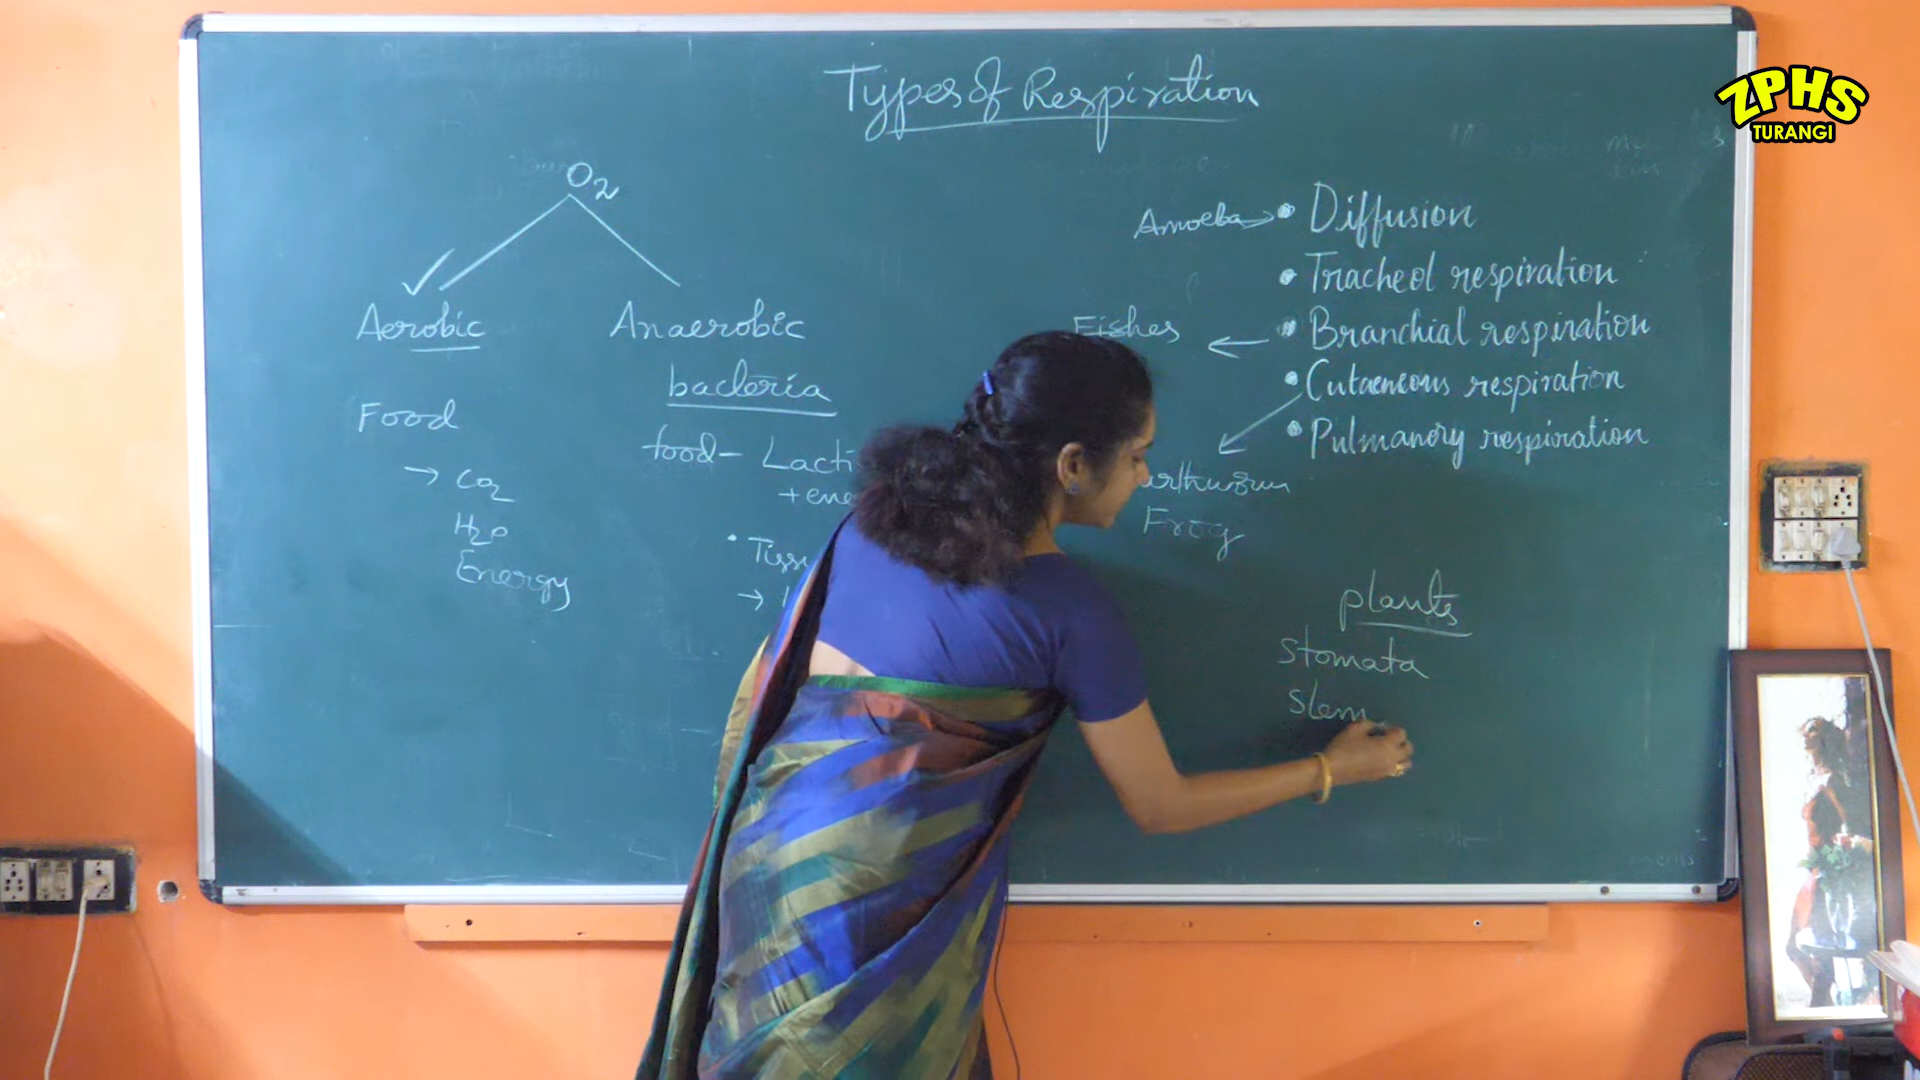 Types of Respiration
ZPHS
TURANGI
O2
Aerobic
Anaerobic
bacteria
Food
→ CO2
H2O
Energy
food - Lacti
+ ene
• Tissu
→
Amoeba → • Diffusion
• Tracheol respiration
Fishes ← • Branchial respiration
• Cutaeneous respiration
• Pulmanory respiration
Frog
plants
stomata
stem